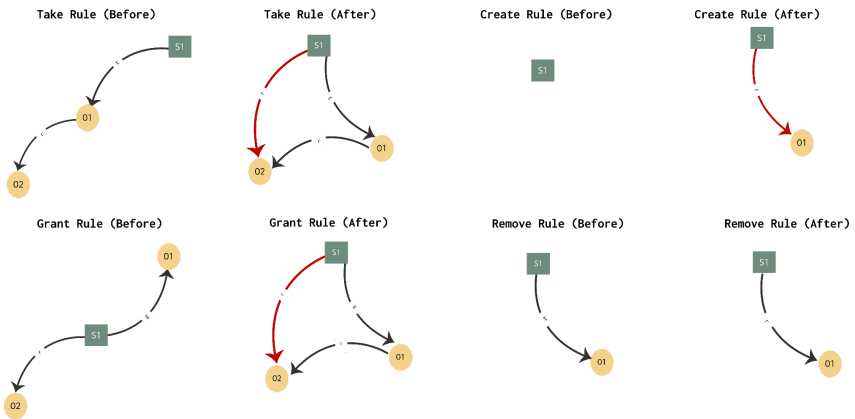 Take Rule (Before)
Take Rule (After)
Create Rule (Before)
Create Rule (After)
S1
O1
r
O2
S1
r
O1
O2
S1
S1
r
O1
Grant Rule (Before)
Grant Rule (After)
Remove Rule (Before)
Remove Rule (After)
O1
g
S1
r
O2
S1
r
g
r
O1
O2
S1
O1
S1
r
O1